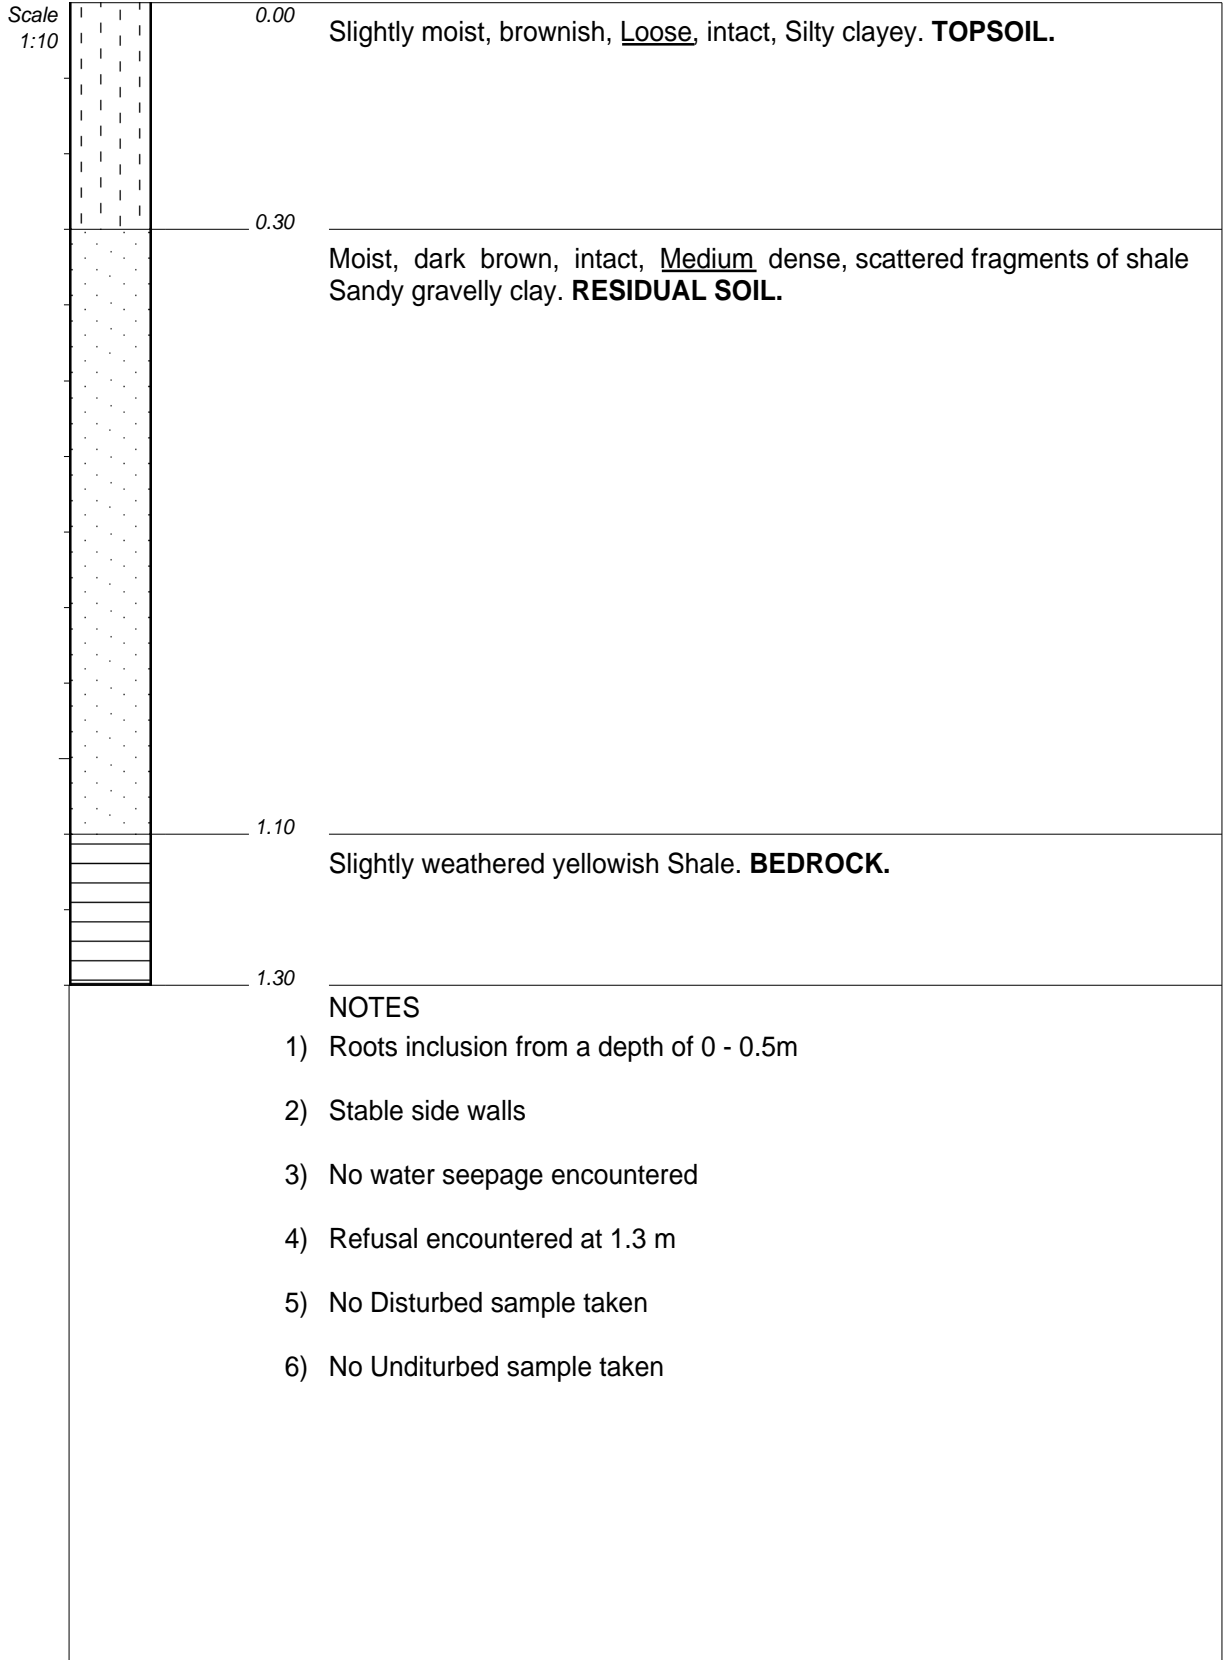 Scale
1:10
0.00
Slightly moist, brownish, Loose, intact, Silty clayey. TOPSOIL.
0.30
Moist, dark brown, intact, Medium dense, scattered fragments of shale
Sandy gravelly clay. RESIDUAL SOIL.
1.10
Slightly weathered yellowish Shale. BEDROCK.
1.30
NOTES
1) Roots inclusion from a depth of 0 - 0.5m
2) Stable side walls
3) No water seepage encountered
4) Refusal encountered at 1.3 m
5) No Disturbed sample taken
6) No Unditurbed sample taken